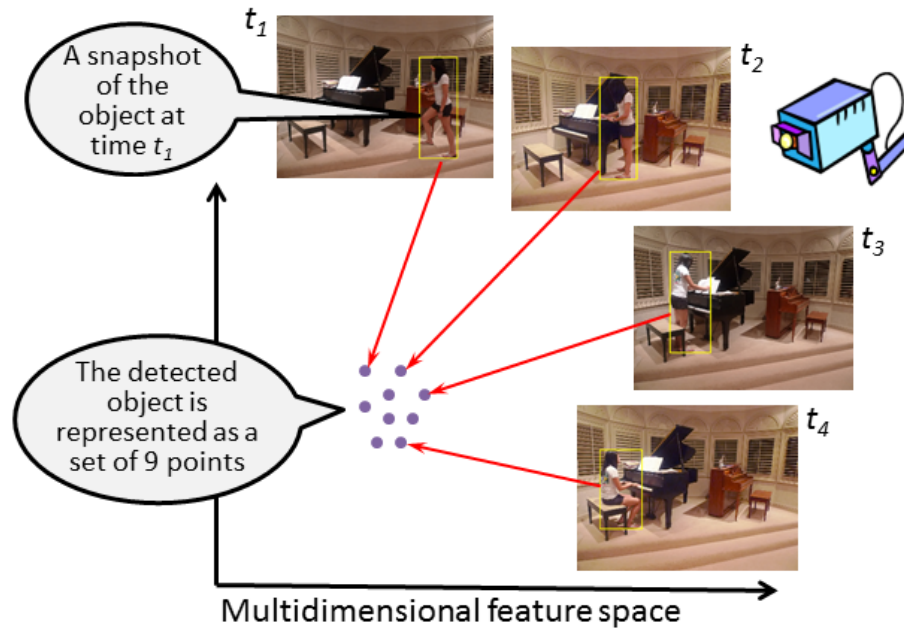 A snapshot
of the
object at
time t₁
t₁
t₂
t₃
The detected
object is
represented as a
set of 9 points
t₄
Multidimensional feature space